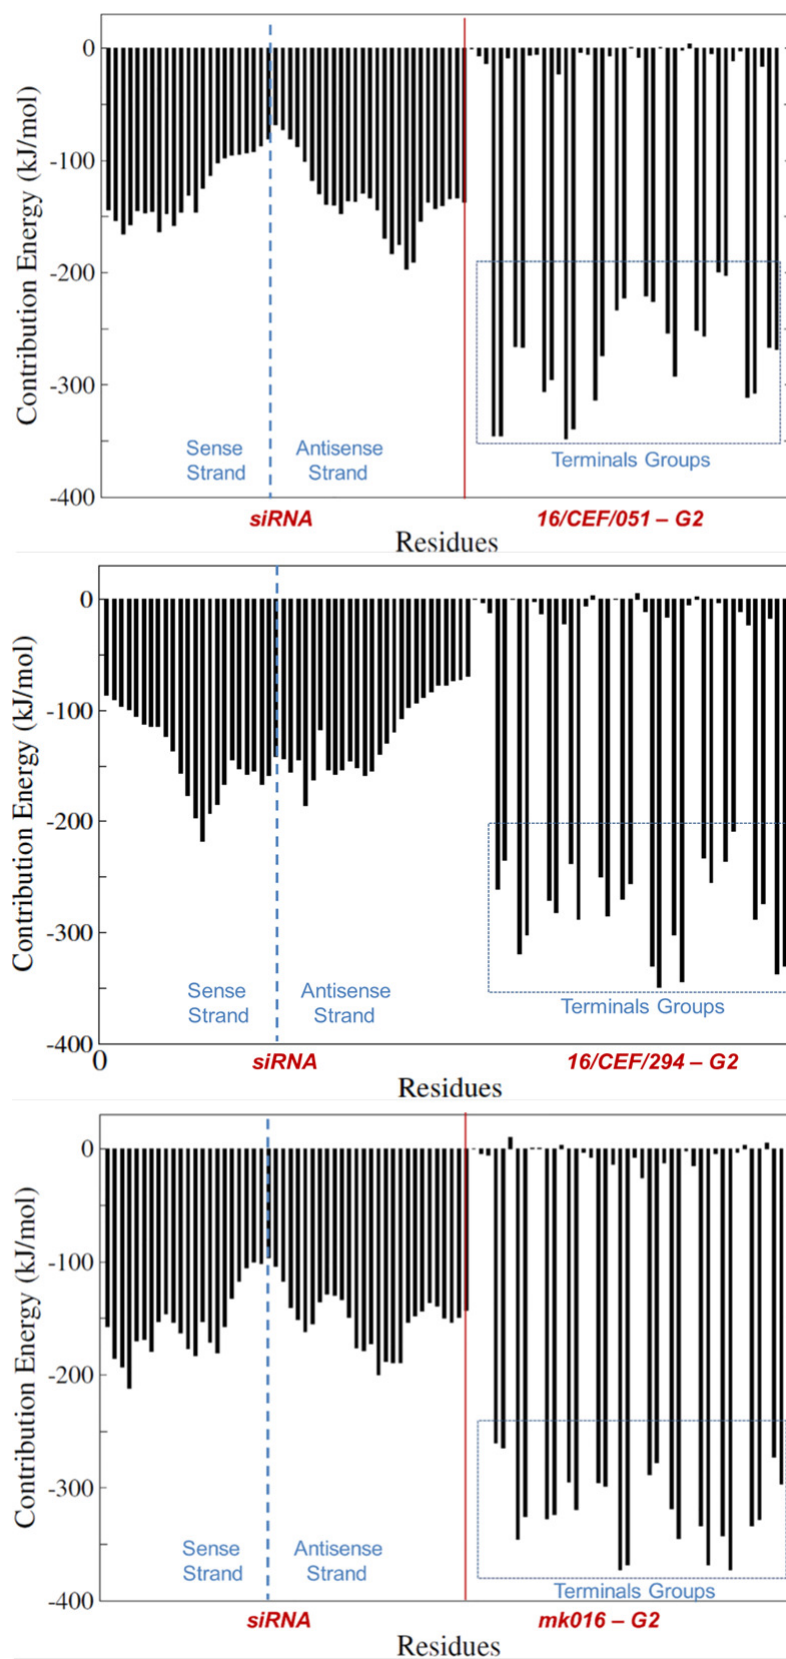 Contribution Energy (kJ/mol)
0
-100
-200
-300
-400
Sense
Strand
Antisense
Strand
Terminals Groups
siRNA
16/CEF/051 – G2
Residues
Contribution Energy (kJ/mol)
0
-100
-200
-300
-400
Sense
Strand
Antisense
Strand
Terminals Groups
0
siRNA
16/CEF/294 – G2
Residues
Contribution Energy (kJ/mol)
0
-100
-200
-300
-400
Sense
Strand
Antisense
Strand
Terminals Groups
siRNA
mk016 – G2
Residues